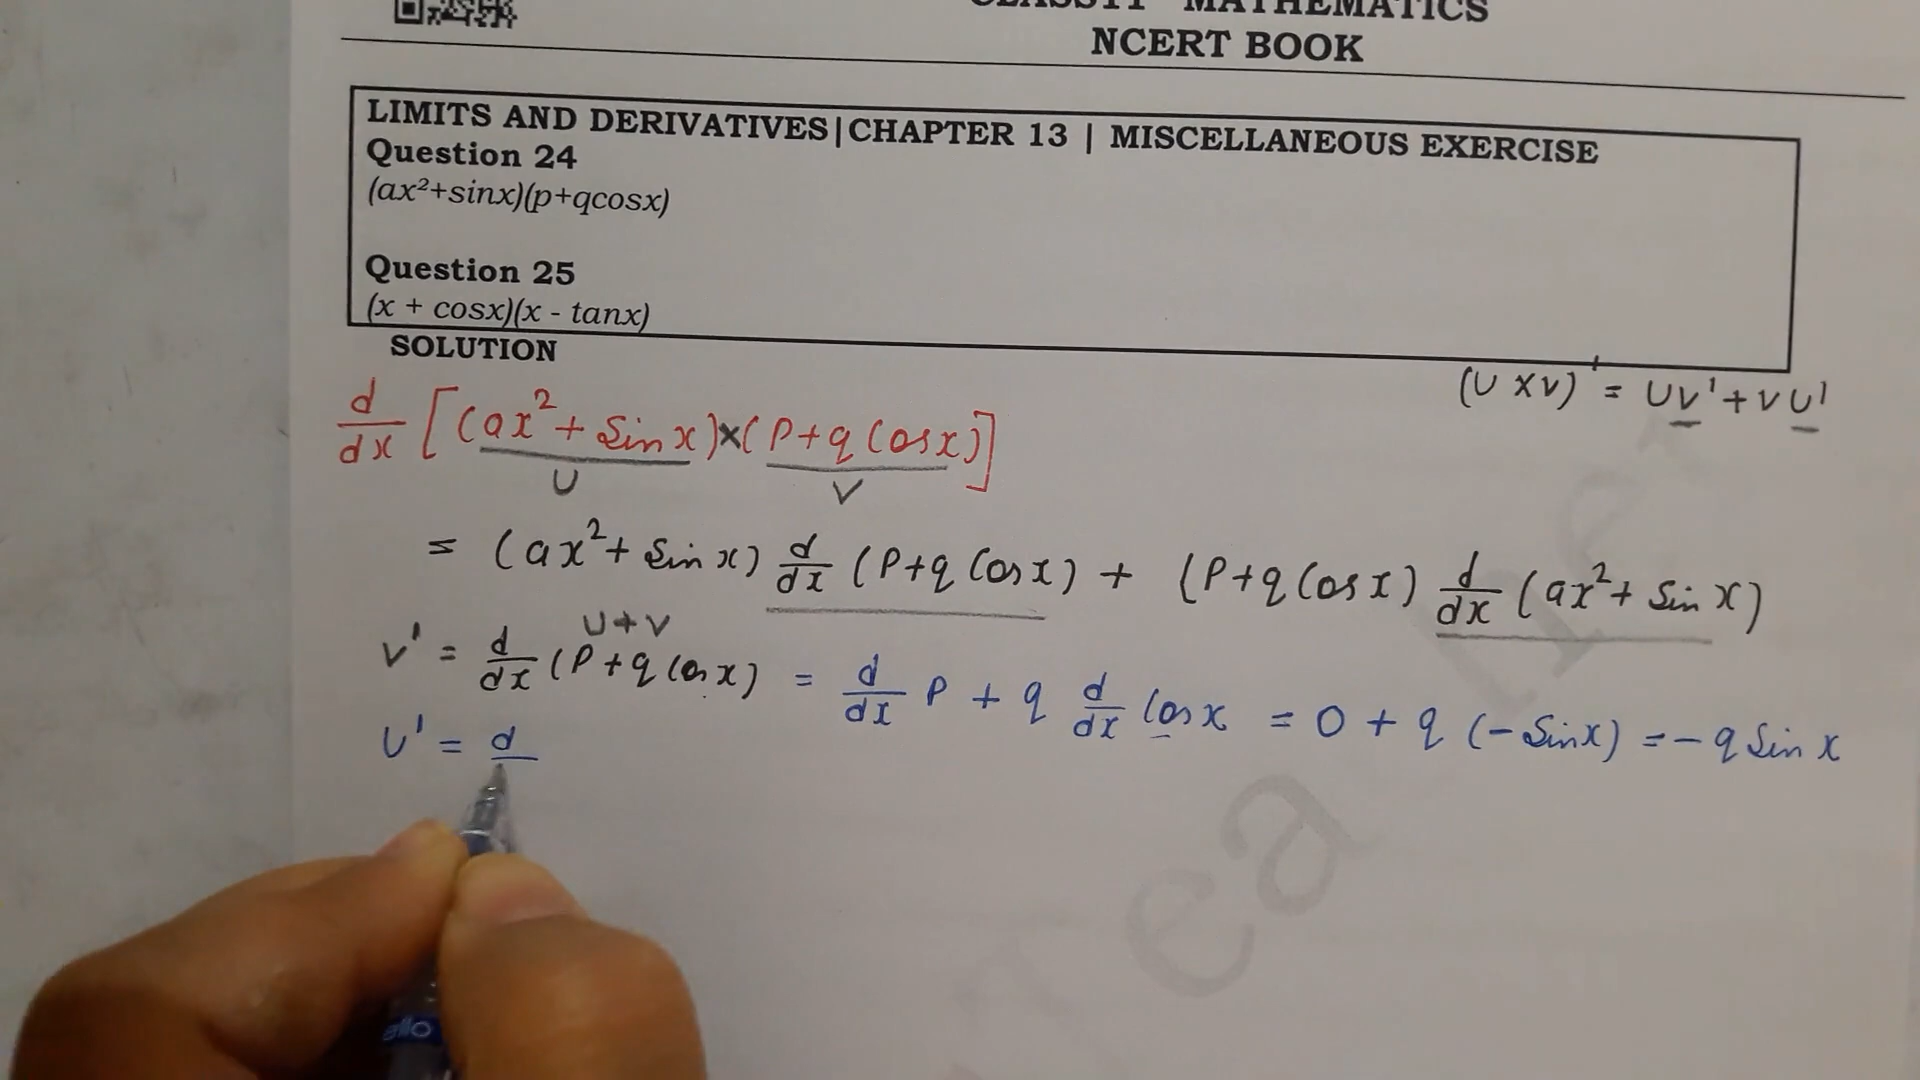 MATHEMATICS
NCERT BOOK
LIMITS AND DERIVATIVES|CHAPTER 13 | MISCELLANEOUS EXERCISE
Question 24
(ax²+sinx)(p+qcosx)
Question 25
(x + cosx)(x - tanx)
SOLUTION
(U × V)' = UV' + VU'
d/dx [(ax² + Sin x) × (P + q Cos x)]
U V
= (ax² + Sin x) d/dx (P + q Cos x) + (P + q Cos x) d/dx (ax² + Sin x)
U + V
V' = d/dx (P + q Cos x) = d/dx P + q d/dx Cos x = 0 + q (- Sin x) = - q Sin x
U' = d